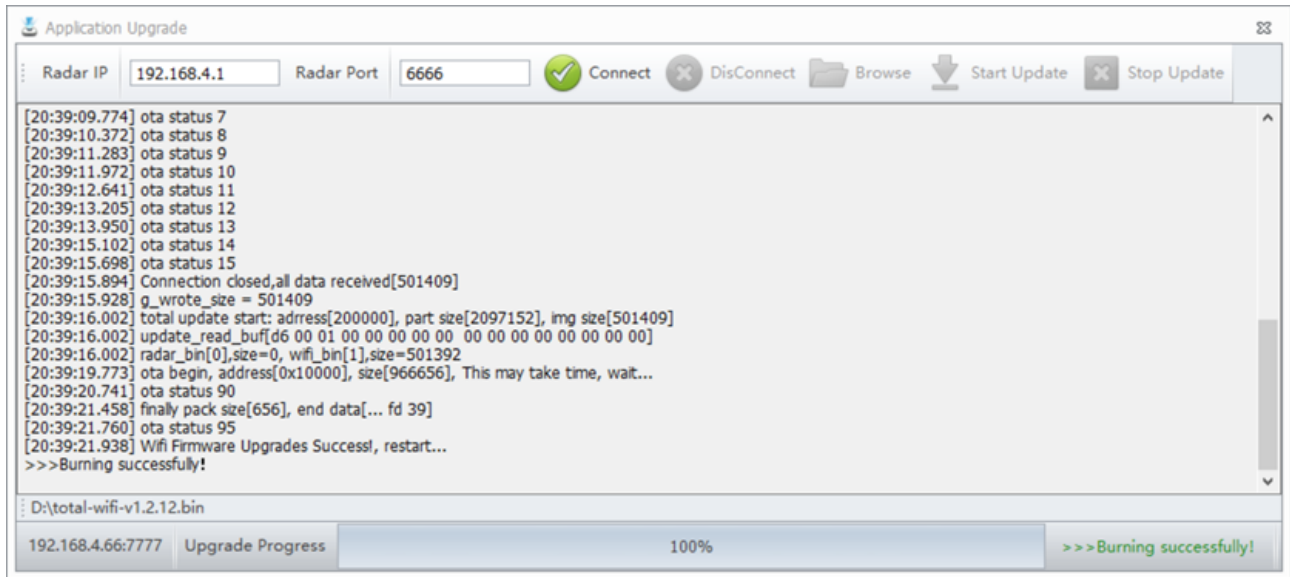 Application Upgrade
Radar IP 192.168.4.1 Radar Port 6666 Connect DisConnect Browse Start Update Stop Update
[20:39:09.774] ota status 7
[20:39:10.372] ota status 8
[20:39:11.283] ota status 9
[20:39:11.972] ota status 10
[20:39:12.641] ota status 11
[20:39:13.205] ota status 12
[20:39:13.950] ota status 13
[20:39:15.102] ota status 14
[20:39:15.698] ota status 15
[20:39:15.894] Connection closed,all data received[501409]
[20:39:15.928] g_wrote_size = 501409
[20:39:16.002] total update start: adrress[200000], part size[2097152], img size[501409]
[20:39:16.002] update_read_buf[d6 00 01 00 00 00 00 00  00 00 00 00 00 00 00 00]
[20:39:16.002] radar_bin[0],size=0, wifi_bin[1],size=501392
[20:39:19.773] ota begin, address[0x10000], size[966656], This may take time, wait...
[20:39:20.741] ota status 90
[20:39:21.458] finally pack size[656], end data[... fd 39]
[20:39:21.760] ota status 95
[20:39:21.938] Wifi Firmware Upgrades Success!, restart...
>>>Burning successfully!
D:\total-wifi-v1.2.12.bin
192.168.4.66:7777 Upgrade Progress 100% >>>Burning successfully!